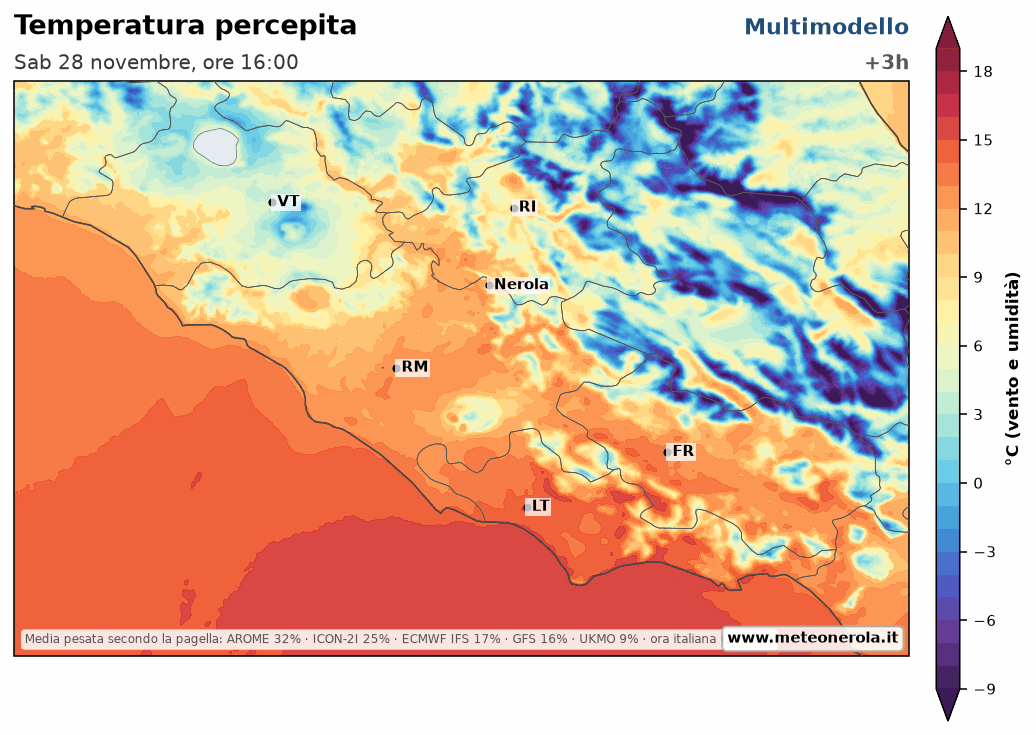 Temperatura percepita
Multimodello
Sab 28 novembre, ore 16:00
+3h
VT
RI
Nerola
RM
FR
LT
Media pesata secondo la pagella: AROME 32% · ICON-2I 25% · ECMWF IFS 17% · GFS 16% · UKMO 9% · ora italiana
www.meteonerola.it
18
15
12
9
6
3
0
−3
−6
−9
°C (vento e umidità)